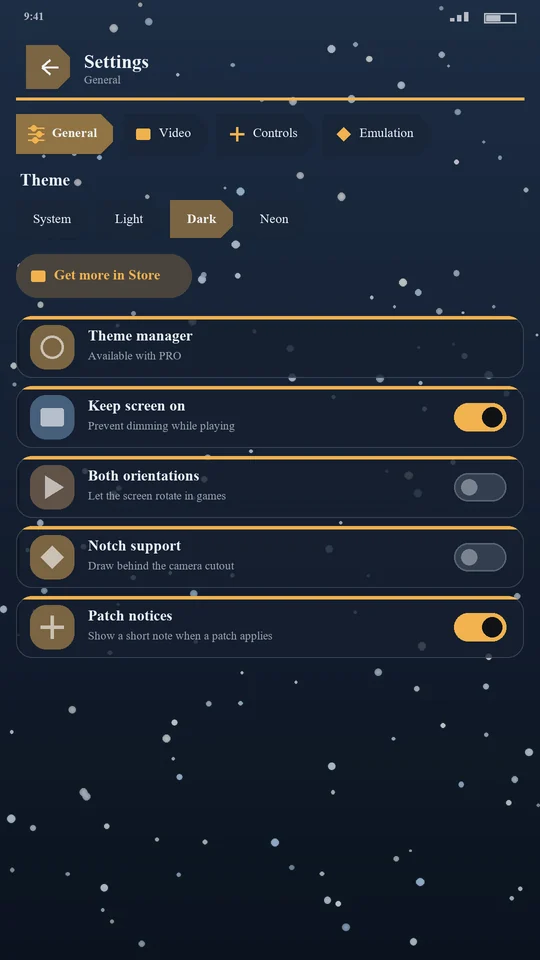 9:41
Settings
General
General
Video
Controls
Emulation
Theme
System
Light
Dark
Neon
Get more in Store
Theme manager
Available with PRO
Keep screen on
Prevent dimming while playing
Both orientations
Let the screen rotate in games
Notch support
Draw behind the camera cutout
Patch notices
Show a short note when a patch applies